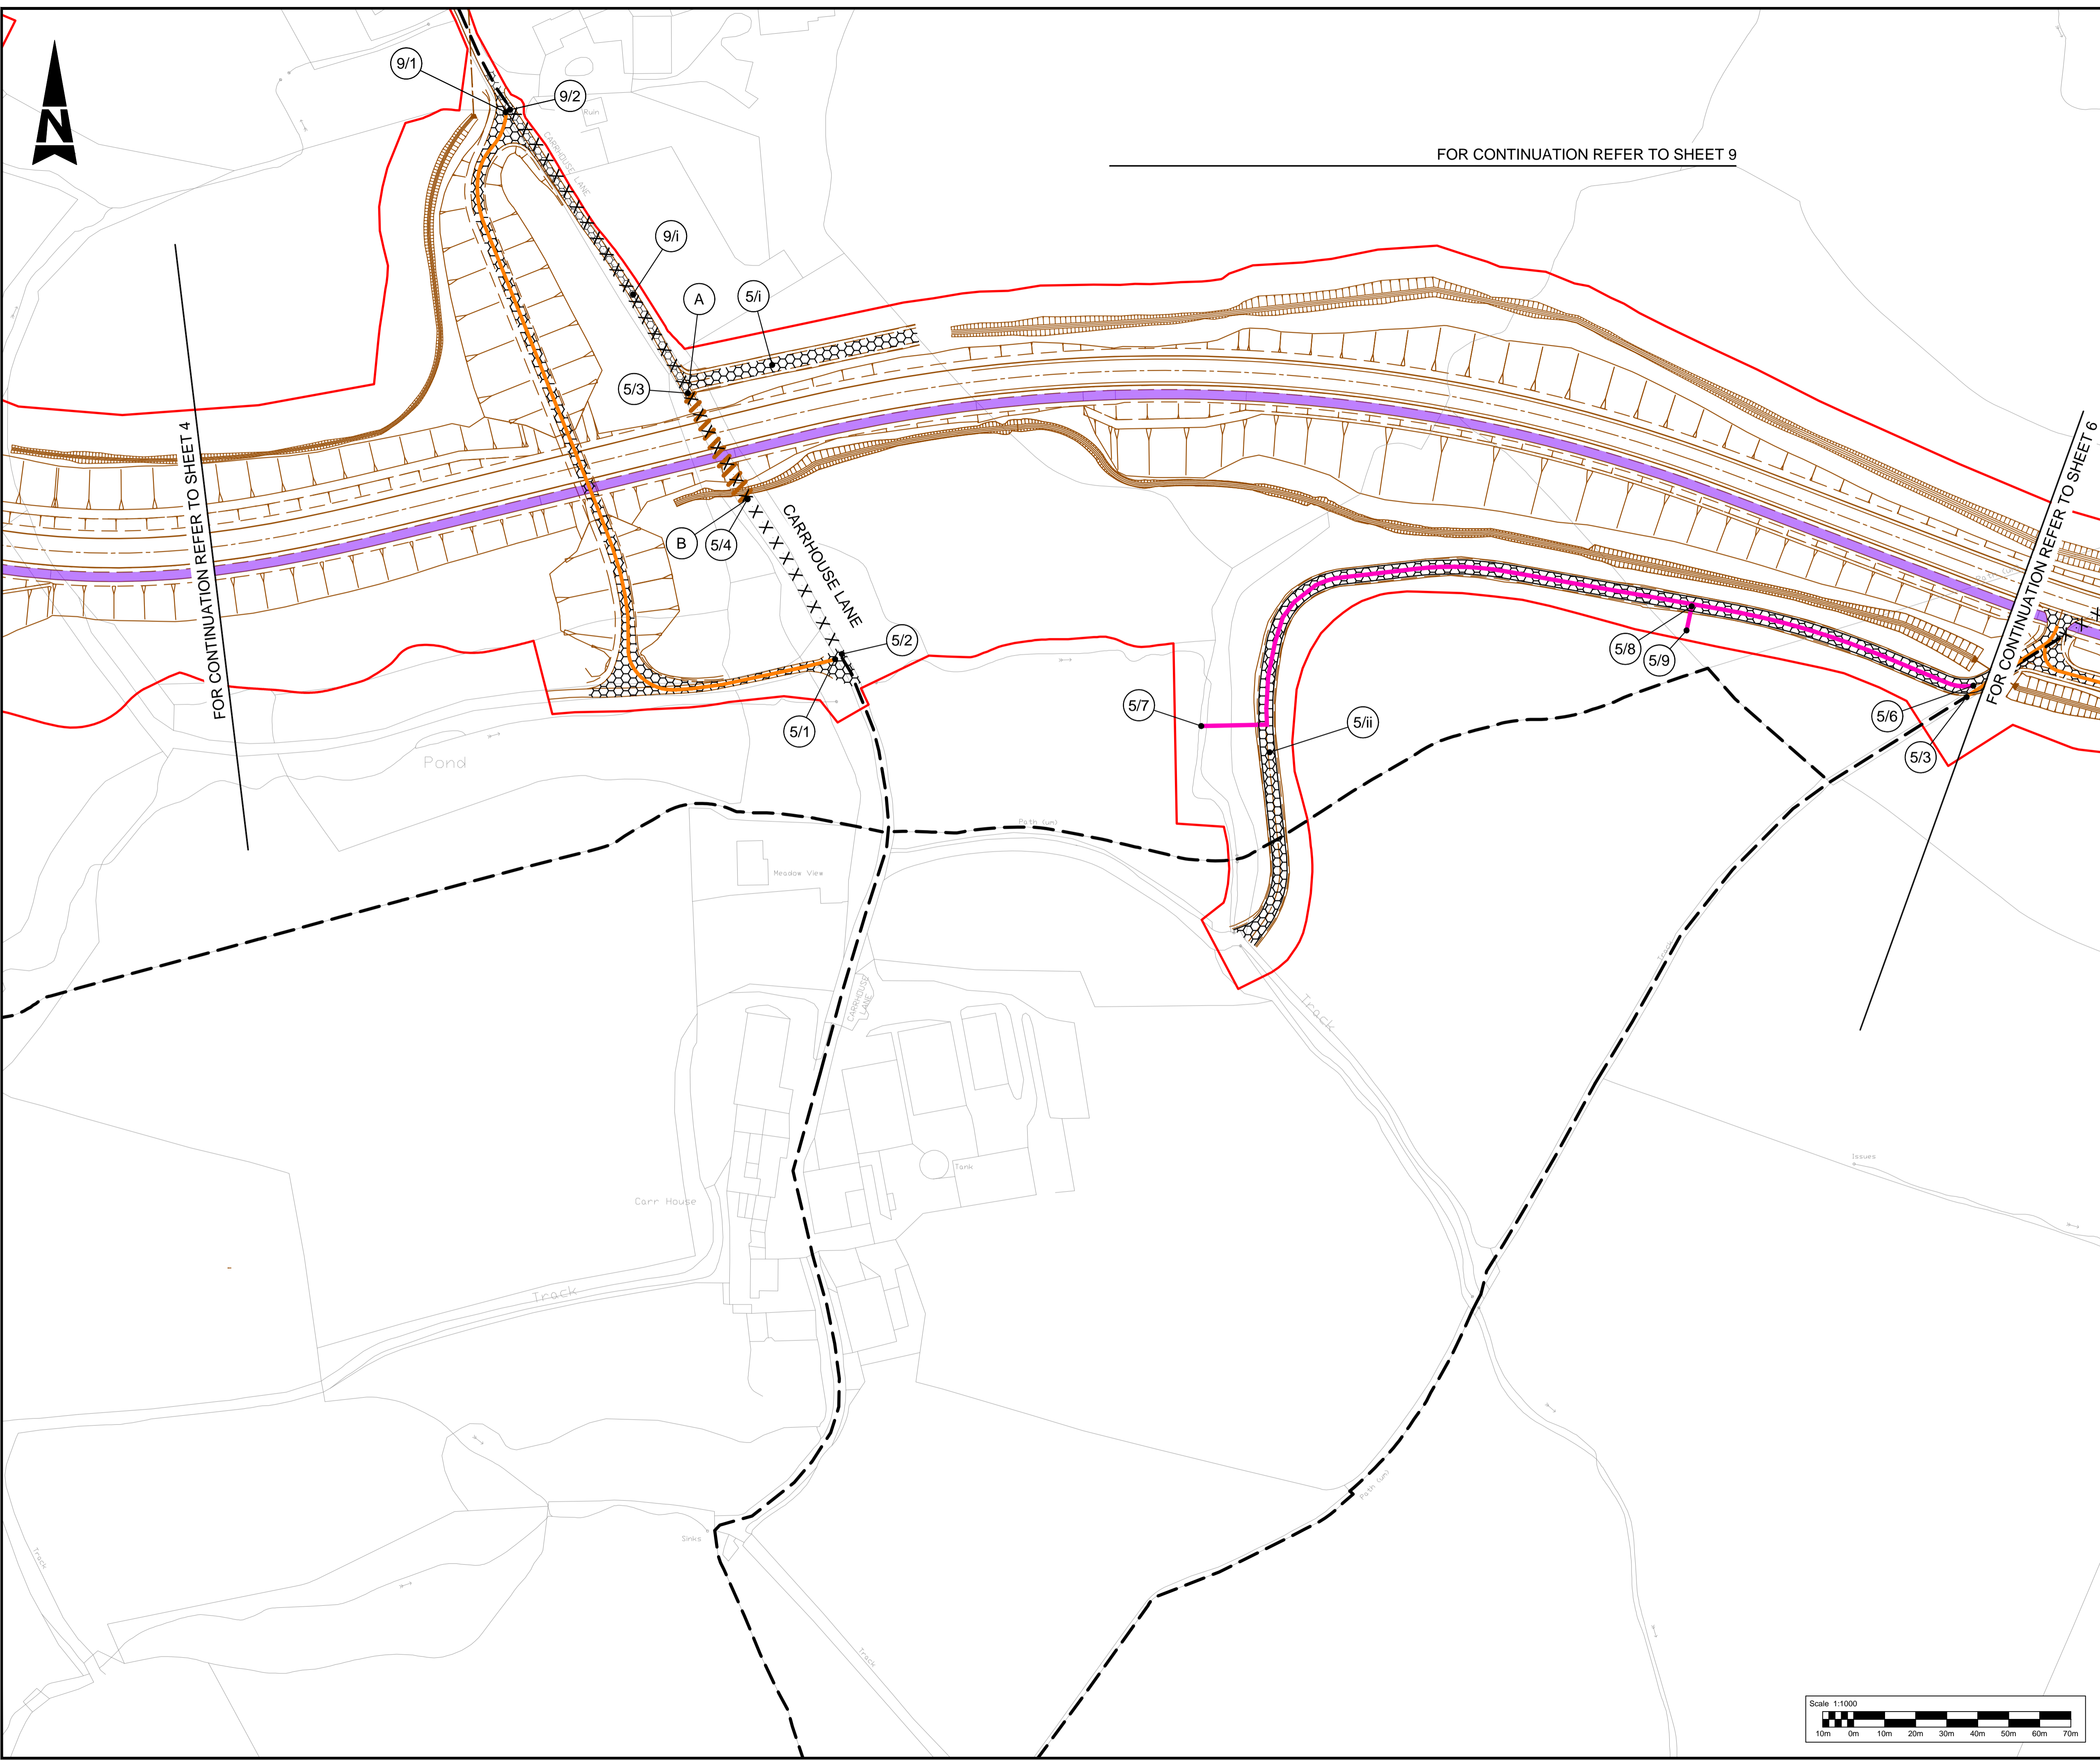 9/1
9/2
N
Ruin
CARRHOUSE LANE
FOR CONTINUATION REFER TO SHEET 9
9/i
A
5/i
5/3
FOR CONTINUATION REFER TO SHEET 4
FOR CONTINUATION REFER TO SHEET 6
B
5/4
CARRHOUSE LANE
5/2
5/8
5/9
5/7
5/ii
5/6
5/1
5/3
Pond
Path (um)
Meadow View
Track
CARRHOUSE
LANE
Track
Tank
Issues
Carr House
Track
Path (um)
Sinks
Track
Track
Scale 1:1000
10m 0m 10m 20m 30m 40m 50m 60m 70m